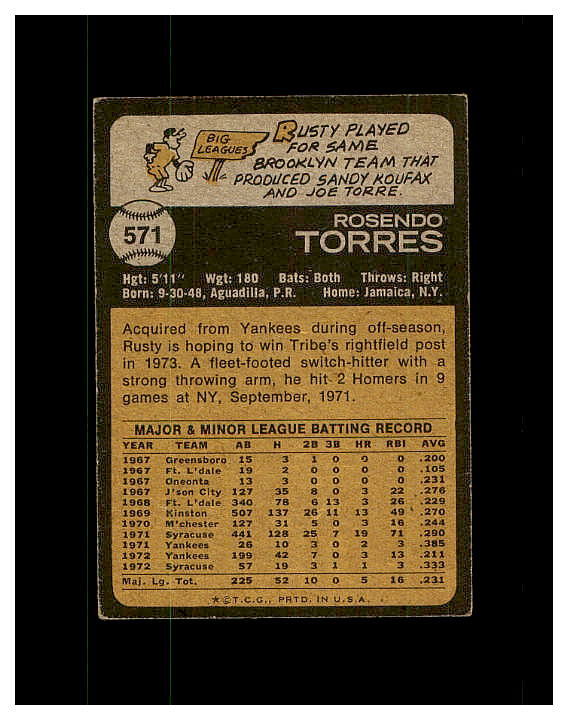 BIG
LEAGUES
RUSTY PLAYED
FOR SAME
BROOKLYN TEAM THAT
PRODUCED SANDY KOUFAX
AND JOE TORRE.
571
ROSENDO
TORRES
Hgt: 5'11" Wgt: 180 Bats: Both Throws: Right
Born: 9-30-48, Aguadilla, P.R. Home: Jamaica, N.Y.
Acquired from Yankees during off-season,
Rusty is hoping to win Tribe's rightfield post
in 1973. A fleet-footed switch-hitter with a
strong throwing arm, he hit 2 Homers in 9
games at NY, September, 1971.
MAJOR & MINOR LEAGUE BATTING RECORD
YEAR TEAM AB H 2B 3B HR RBI AVG
1967 Greensboro 15 3 1 0 0 0 .200
1967 Ft. L'dale 19 2 0 0 0 0 .105
1967 Oneonta 13 3 0 0 0 0 .231
1967 J'son City 127 35 8 0 3 22 .276
1968 Ft. L'dale 340 78 6 13 3 26 .229
1969 Kinston 507 137 26 11 13 49 .270
1970 M'chester 127 31 5 0 3 16 .244
1971 Syracuse 441 128 25 7 19 71 .290
1971 Yankees 26 10 3 0 2 3 .385
1972 Yankees 199 42 7 0 3 13 .211
1972 Syracuse 57 19 3 1 1 3 .333
Maj. Lg. Tot. 225 52 10 0 5 16 .231
★©T.C.G., PRTD. IN U.S.A.